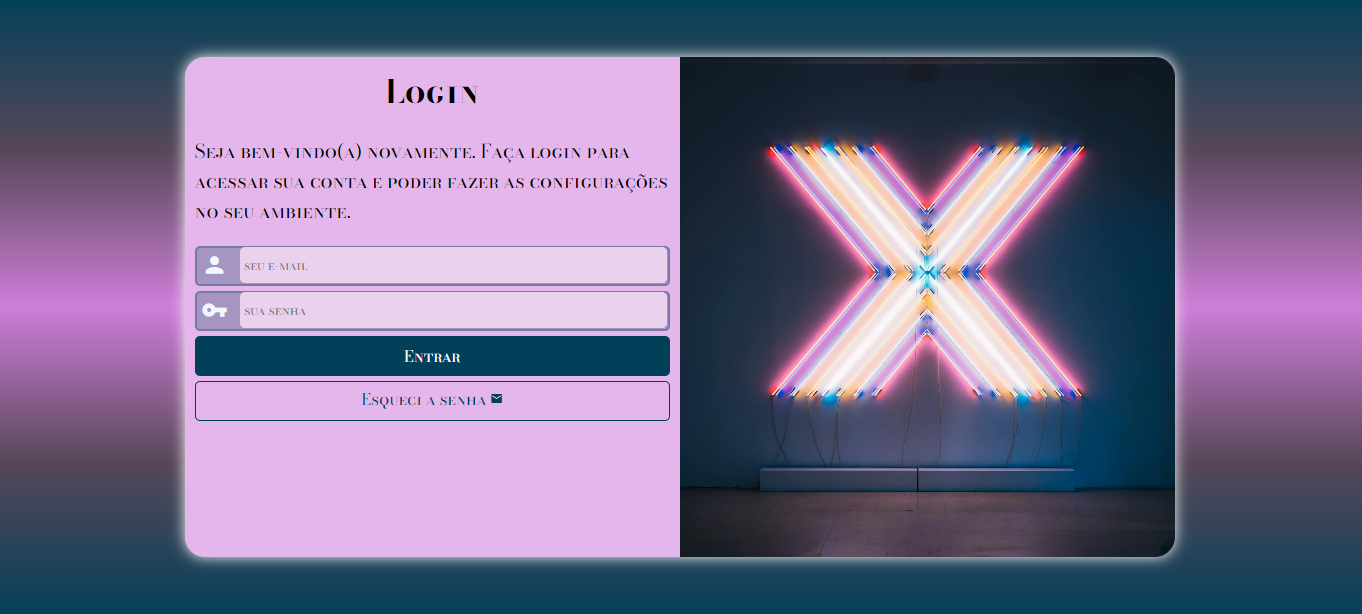 Login
Seja bem-vindo(a) novamente. Faça login para
acessar sua conta e poder fazer as configurações
no seu ambiente.
seu e-mail
sua senha
Entrar
Esqueci a senha